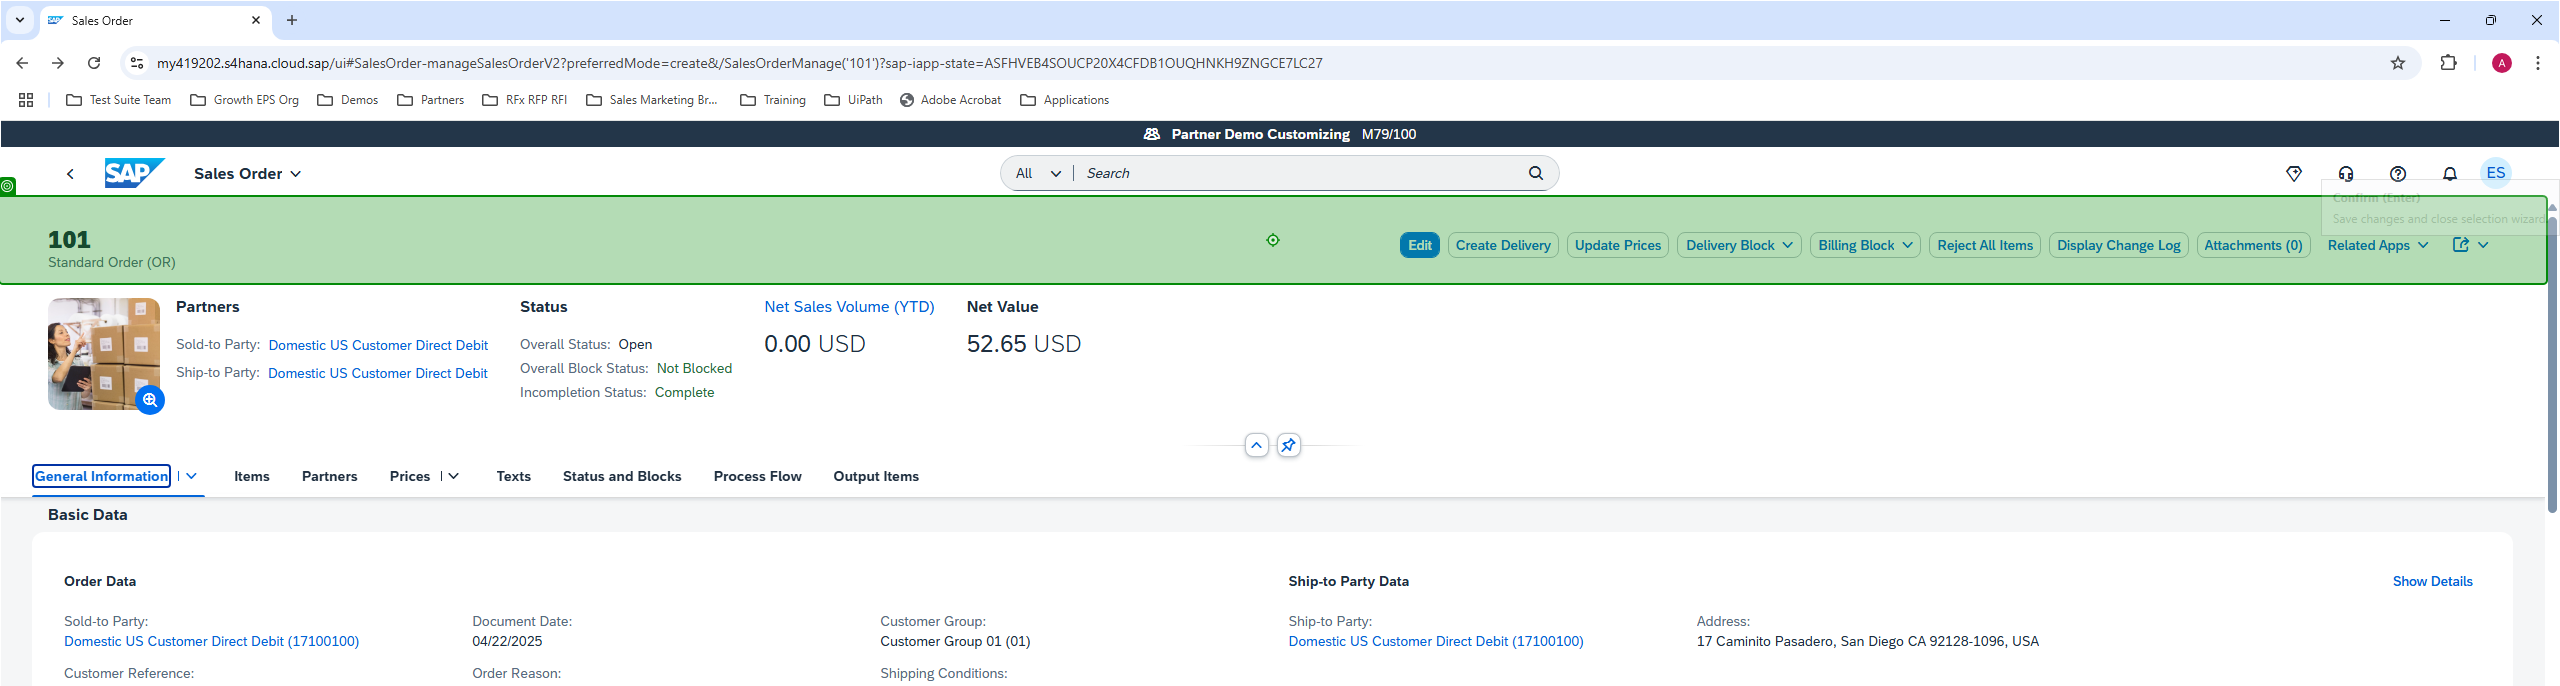 Sales Order
my419202.s4hana.cloud.sap/ui#SalesOrder-manageSalesOrderV2?preferredMode=create&/SalesOrderManage('101')?sap-iapp-state=ASFHVEB4SOUCP20X4CFDB1OUQHNKH9ZNGCE7LC27
A
Test Suite Team Growth EPS Org Demos Partners RFx RFP RFI Sales Marketing Br... Training UiPath Adobe Acrobat Applications
Partner Demo Customizing M79/100
SAP Sales Order All Search ES
Confirm (Enter)
Save changes and close selection wizard
101
Standard Order (OR)
Edit Create Delivery Update Prices Delivery Block Billing Block Reject All Items Display Change Log Attachments (0) Related Apps
Partners Status Net Sales Volume (YTD) Net Value
Sold-to Party: Domestic US Customer Direct Debit Overall Status: Open 0.00 USD 52.65 USD
Ship-to Party: Domestic US Customer Direct Debit Overall Block Status: Not Blocked
Incompletion Status: Complete
General Information Items Partners Prices Texts Status and Blocks Process Flow Output Items
Basic Data
Order Data Ship-to Party Data Show Details
Sold-to Party: Document Date: Customer Group: Ship-to Party: Address:
Domestic US Customer Direct Debit (17100100) 04/22/2025 Customer Group 01 (01) Domestic US Customer Direct Debit (17100100) 17 Caminito Pasadero, San Diego CA 92128-1096, USA
Customer Reference: Order Reason: Shipping Conditions: